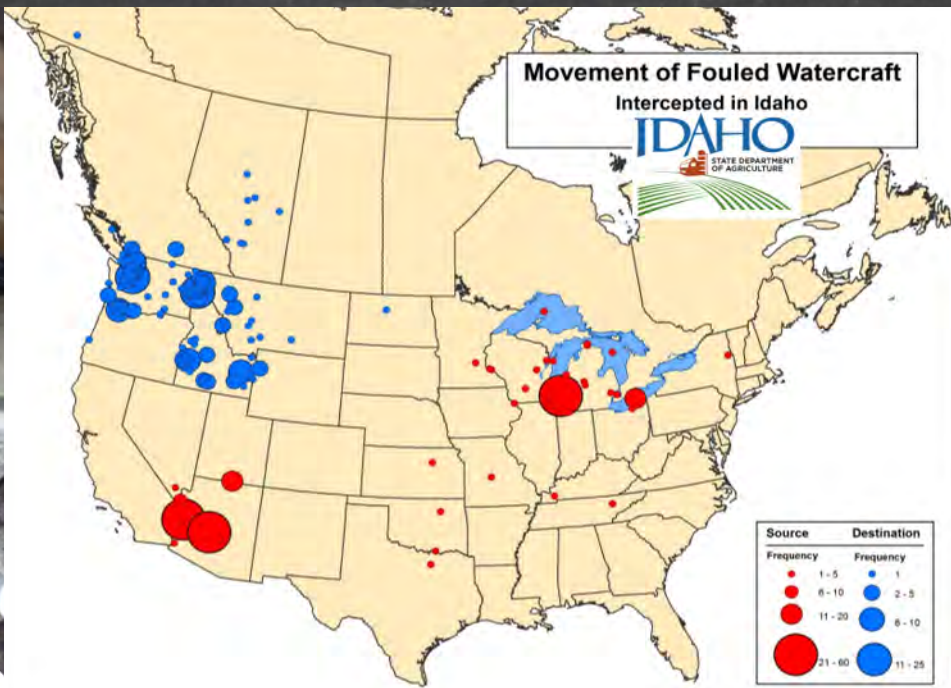 Movement of Fouled Watercraft
Intercepted in Idaho
IDAHO
STATE DEPARTMENT
OF AGRICULTURE
Source Destination
Frequency Frequency
1 - 5 1
6 - 10 2 - 5
11 - 20 6 - 10
21 - 60 11 - 25